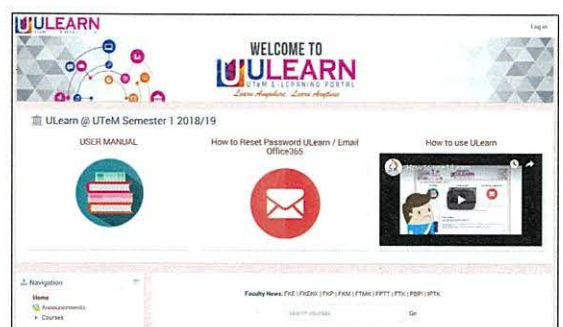 ULEARN
Log in
WELCOME TO
ULEARN
UTeM E-LEARNING PORTAL
Learn Anywhere, Learn Anytime
ULearn @ UTeM Semester 1 2018/19
USER MANUAL
How to Reset Password ULearn / Email
Office365
How to use ULearn
Navigation
Home
Announcements
Courses
Faculty News: FKE | FKEKK | FKP | FKM | FTMK | FPTT | FTK | PBPI | IPTK
Search courses
Go